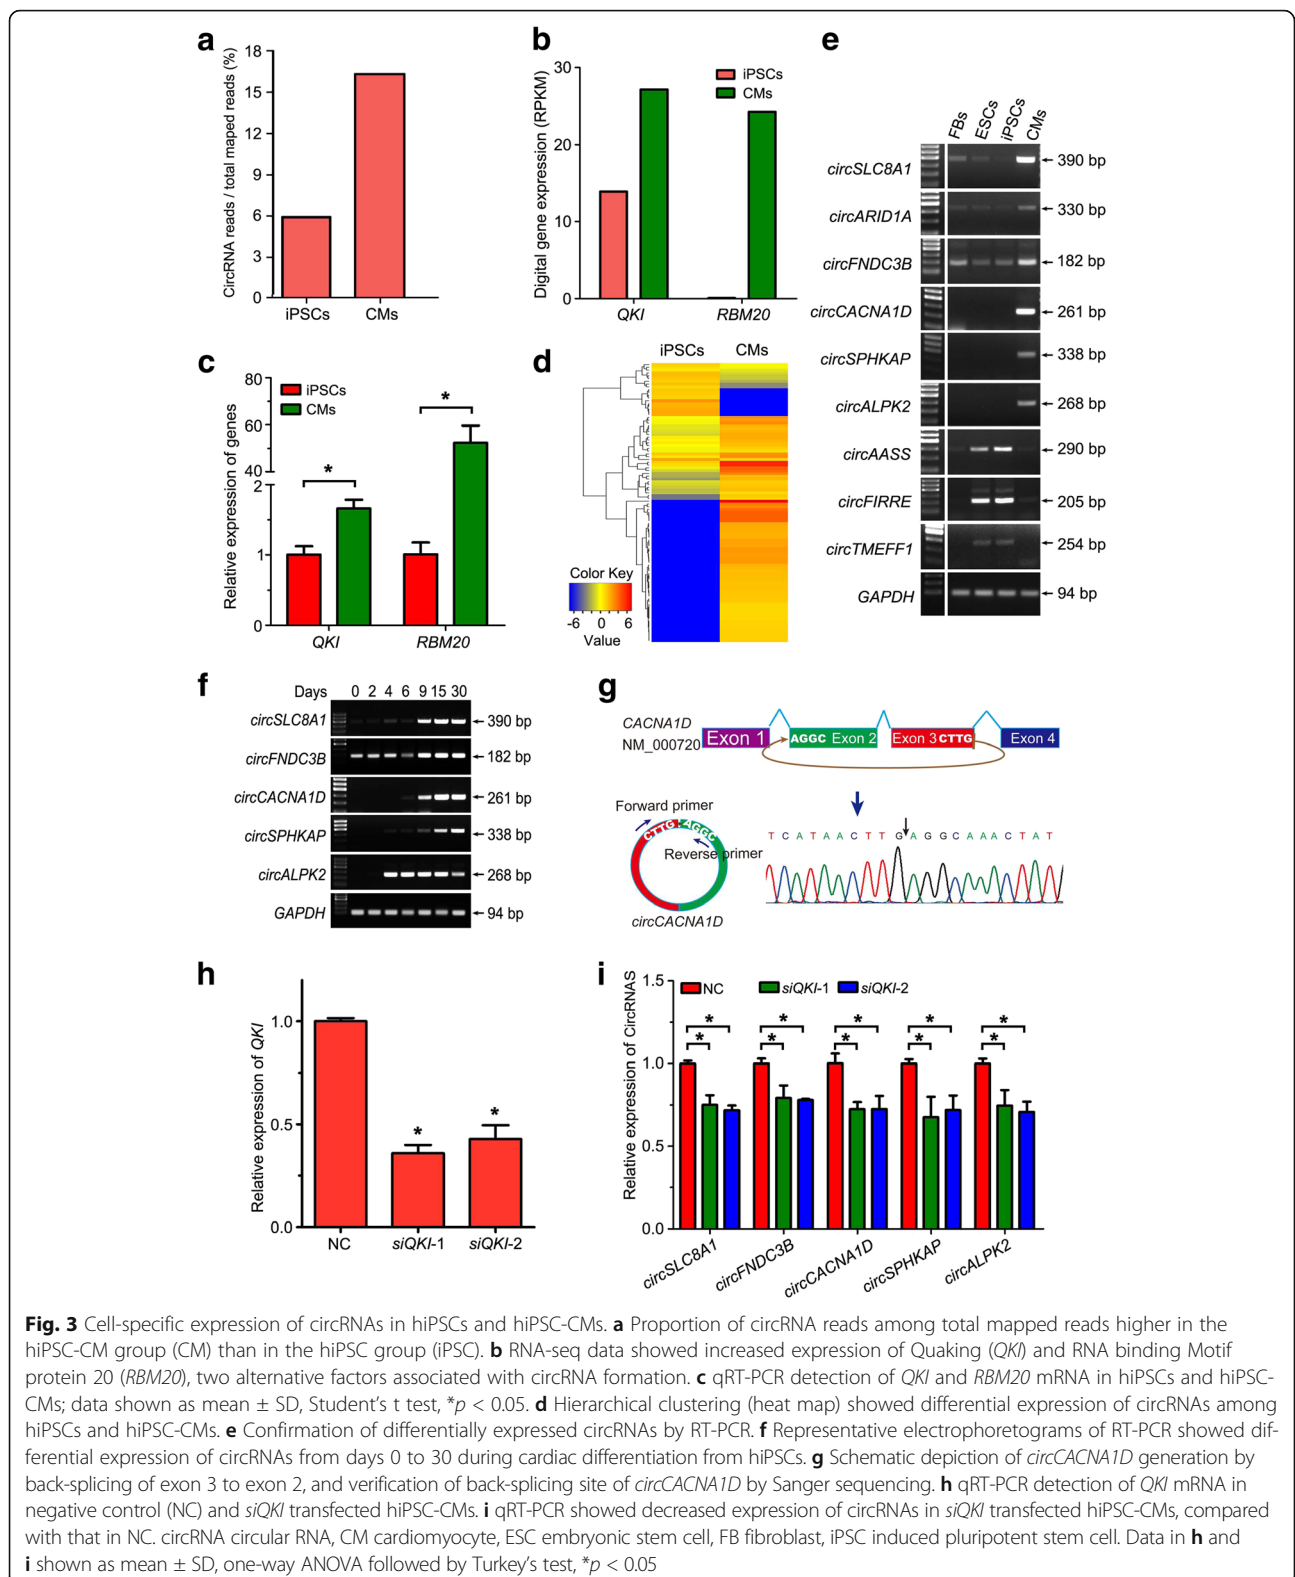 a
CircRNA reads / total maped reads (%)
18
15
12
9
6
3
0
iPSCs
CMs
b
Digital gene expression (RPKM)
30
20
10
0
iPSCs
CMs
QKI
RBM20
c
Relative expression of genes
80
60
40
2
1
0
iPSCs
CMs
*
*
QKI
RBM20
d
iPSCs CMs
Color Key
-6 0 6
Value
e
FBs ESCs iPSCs CMs
circSLC8A1 390 bp
circARID1A 330 bp
circFNDC3B 182 bp
circCACNA1D 261 bp
circSPHKAP 338 bp
circALPK2 268 bp
circAASS 290 bp
circFIRRE 205 bp
circTMEFF1 254 bp
GAPDH 94 bp
f
Days 0 2 4 6 9 15 30
circSLC8A1 390 bp
circFNDC3B 182 bp
circCACNA1D 261 bp
circSPHKAP 338 bp
circALPK2 268 bp
GAPDH 94 bp
g
CACNA1D
NM_000720
Exon 1 AGGC Exon 2 Exon 3 CTTG Exon 4
Forward primer
CTTG AGGC
Reverse primer
circCACNA1D
T C A T A A C T T G A G G C A A A C T A T
h
Relative expression of QKI
1.0
0.5
0.0
*
*
NC siQKI-1 siQKI-2
i
Relative expression of CircRNAS
1.5
1.0
0.5
0.0
NC siQKI-1 siQKI-2
* * * * *
* * * * *
circSLC8A1
circFNDC3B
circCACNA1D
circSPHKAP
circALPK2
Fig. 3 Cell-specific expression of circRNAs in hiPSCs and hiPSC-CMs. a Proportion of circRNA reads among total mapped reads higher in the
hiPSC-CM group (CM) than in the hiPSC group (iPSC). b RNA-seq data showed increased expression of Quaking (QKI) and RNA binding Motif
protein 20 (RBM20), two alternative factors associated with circRNA formation. c qRT-PCR detection of QKI and RBM20 mRNA in hiPSCs and hiPSC-
CMs; data shown as mean ± SD, Student's t test, *p < 0.05. d Hierarchical clustering (heat map) showed differential expression of circRNAs among
hiPSCs and hiPSC-CMs. e Confirmation of differentially expressed circRNAs by RT-PCR. f Representative electrophoretograms of RT-PCR showed dif-
ferential expression of circRNAs from days 0 to 30 during cardiac differentiation from hiPSCs. g Schematic depiction of circCACNA1D generation by
back-splicing of exon 3 to exon 2, and verification of back-splicing site of circCACNA1D by Sanger sequencing. h qRT-PCR detection of QKI mRNA in
negative control (NC) and siQKI transfected hiPSC-CMs. i qRT-PCR showed decreased expression of circRNAs in siQKI transfected hiPSC-CMs, compared
with that in NC. circRNA circular RNA, CM cardiomyocyte, ESC embryonic stem cell, FB fibroblast, iPSC induced pluripotent stem cell. Data in h and
i shown as mean ± SD, one-way ANOVA followed by Turkey's test, *p < 0.05